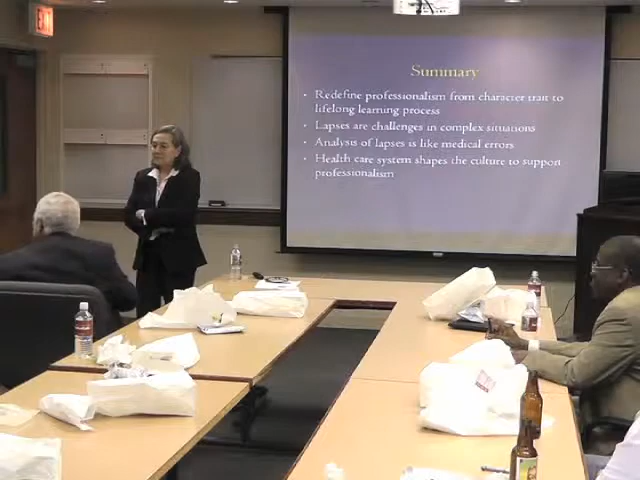 EXIT
Summary
• Redefine professionalism from character trait to
lifelong learning process
• Lapses are challenges in complex situations
• Analysis of lapses is like medical errors
• Health care system shapes the culture to support
professionalism